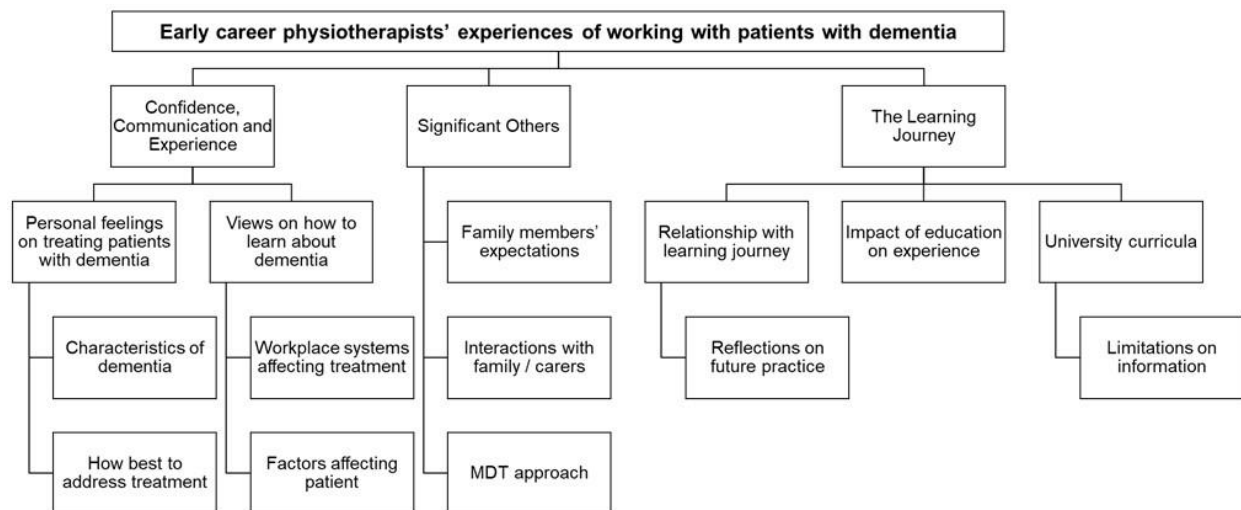 Early career physiotherapists' experiences of working with patients with dementia
Confidence,
Communication and
Experience
Significant Others
The Learning
Journey
Personal feelings
on treating patients
with dementia
Views on how to
learn about
dementia
Family members'
expectations
Relationship with
learning journey
Impact of education
on experience
University curricula
Characteristics of
dementia
Workplace systems
affecting treatment
Interactions with
family / carers
Reflections on
future practice
Limitations on
information
How best to
address treatment
Factors affecting
patient
MDT approach